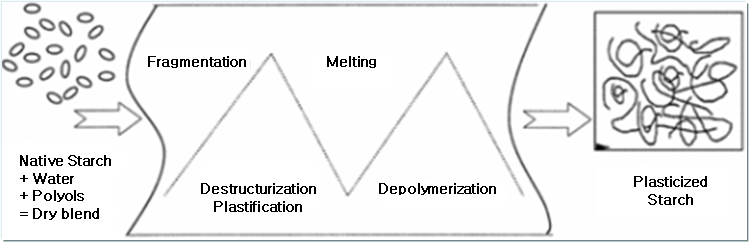 Fragmentation
Melting
Native Starch
+ Water
+ Polyols
= Dry blend
Destructurization
Plastification
Depolymerization
Plasticized
Starch